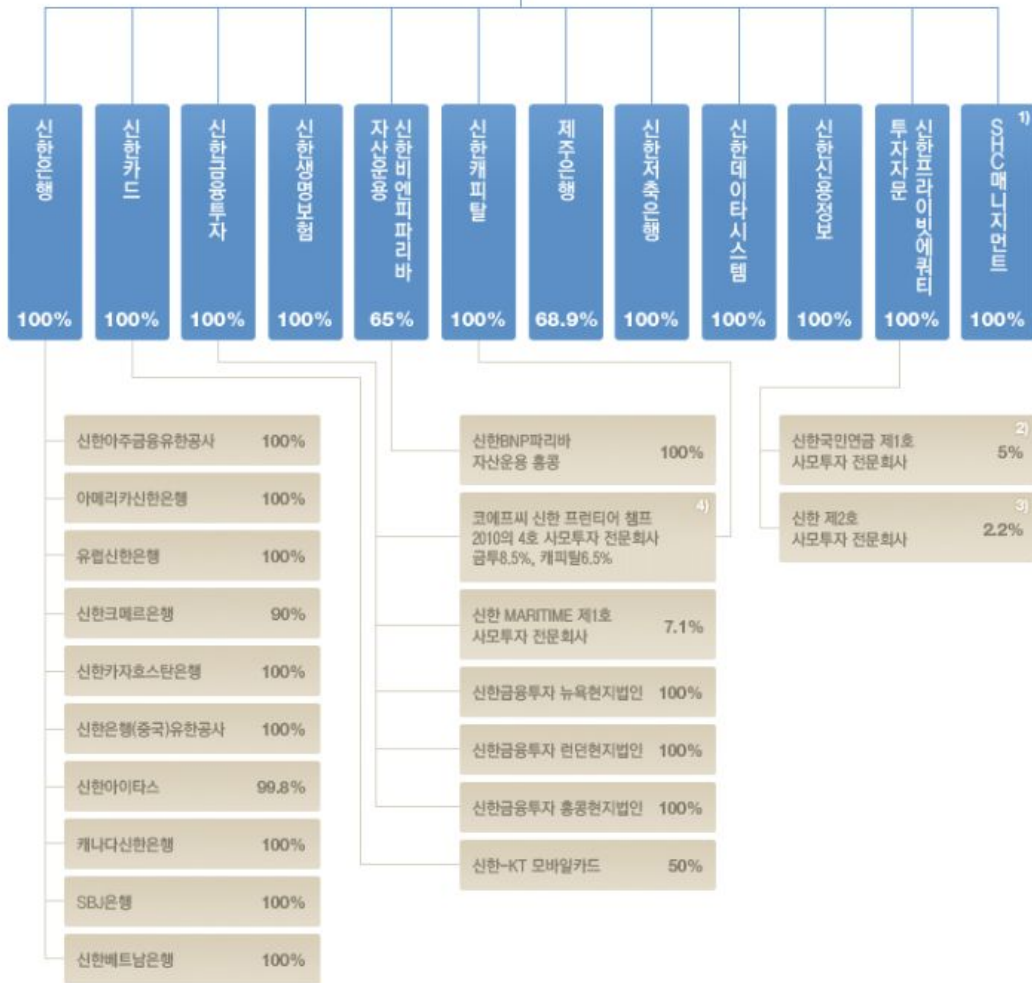 신한은행
100%
신한카드
100%
신한금융투자
100%
신한생명보험
100%
신한비엔피파리바
자산운용
65%
신한캐피탈
100%
제주은행
68.9%
신한저축은행
100%
신한데이타시스템
100%
신한신용정보
100%
신한프라이빗에쿼티
투자자문
100%
1)
SHC매니지먼트
100%
신한아주금융유한공사 100%
아메리카신한은행 100%
유럽신한은행 100%
신한크메르은행 90%
신한카자흐스탄은행 100%
신한은행(중국)유한공사 100%
신한아이타스 99.8%
캐나다신한은행 100%
SBJ은행 100%
신한베트남은행 100%
신한BNP파리바
자산운용 홍콩 100%
코에프씨 신한 프런티어 챔프 4)
2010의 4호 사모투자 전문회사
금투8.5%, 캐피탈6.5%
신한 MARITIME 제1호
사모투자 전문회사 7.1%
신한금융투자 뉴욕현지법인 100%
신한금융투자 런던현지법인 100%
신한금융투자 홍콩현지법인 100%
신한-KT 모바일카드 50%
신한국민연금 제1호 2)
사모투자 전문회사 5%
신한 제2호 3)
사모투자 전문회사 2.2%